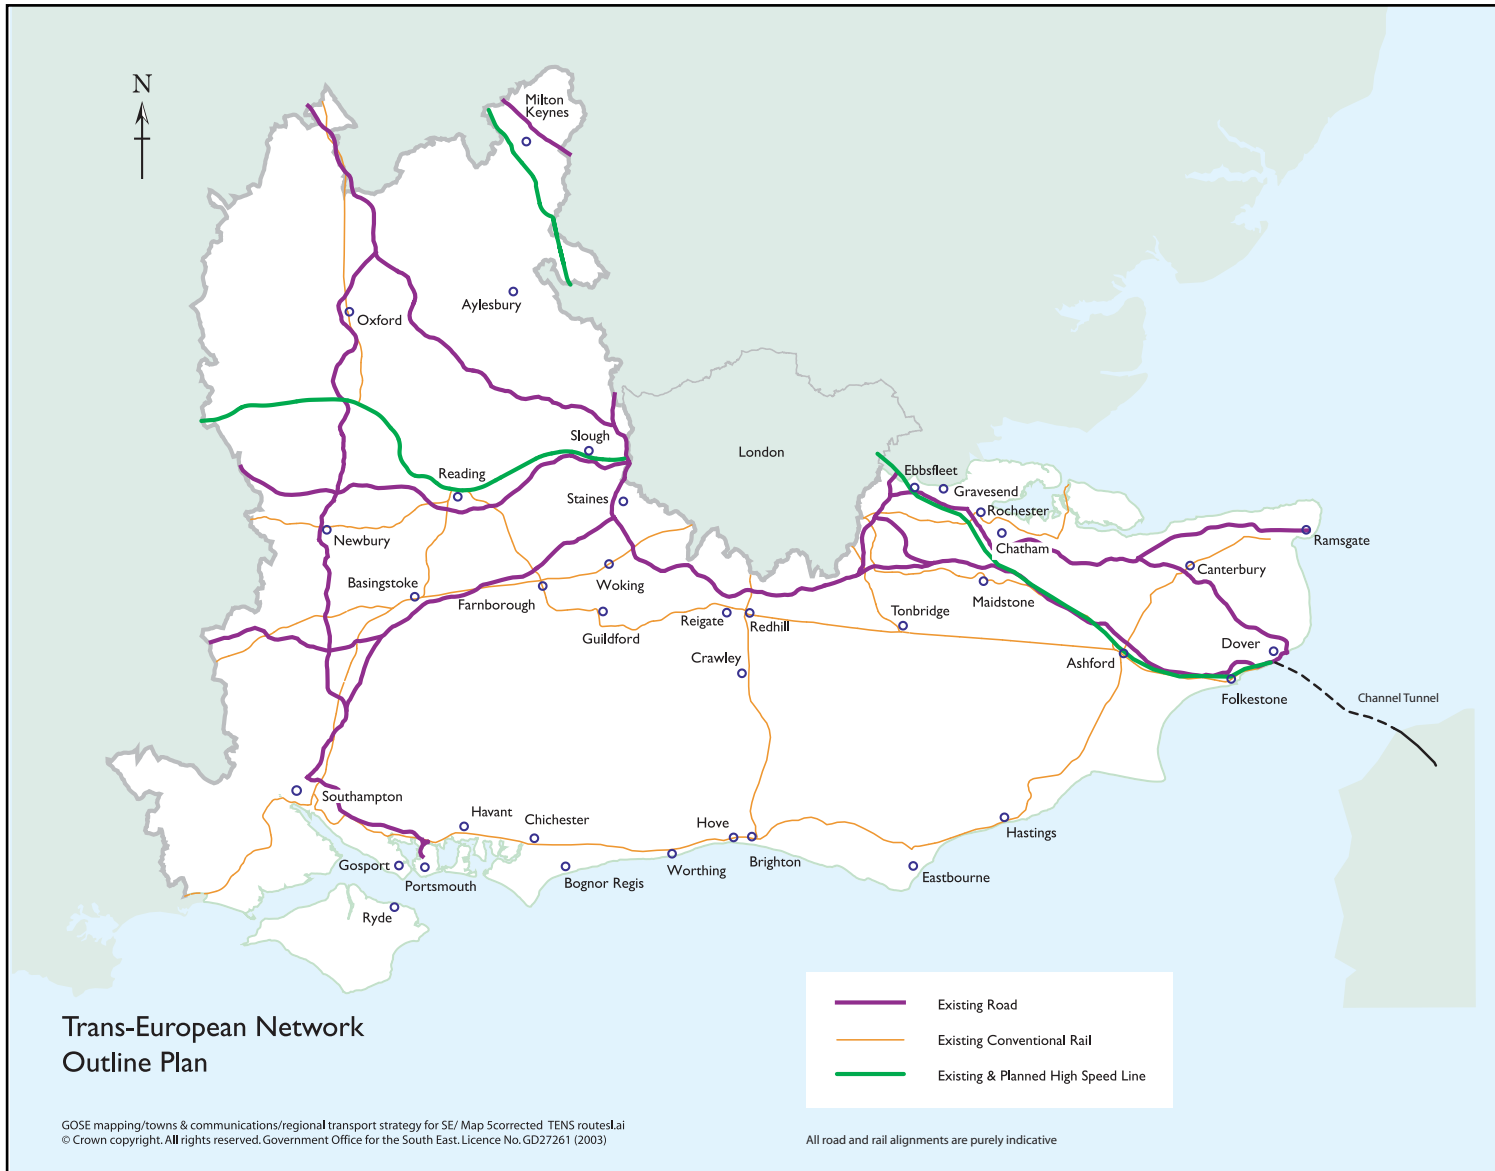 N
Milton
Keynes
Aylesbury
Oxford
London
Slough
Reading
Staines
Ebbsfleet
Gravesend
Rochester
Chatham
Ramsgate
Newbury
Canterbury
Basingstoke
Woking
Farnborough
Maidstone
Guildford
Reigate
Redhill
Tonbridge
Crawley
Ashford
Dover
Folkestone
Channel Tunnel
Southampton
Havant
Chichester
Hove
Hastings
Gosport
Portsmouth
Bognor Regis
Worthing
Brighton
Eastbourne
Ryde
Trans-European Network
Outline Plan
Existing Road
Existing Conventional Rail
Existing & Planned High Speed Line
GOSE mapping/towns & communications/regional transport strategy for SE/ Map 5corrected TENS routesl.ai
© Crown copyright. All rights reserved. Government Office for the South East. Licence No. GD27261 (2003)
All road and rail alignments are purely indicative